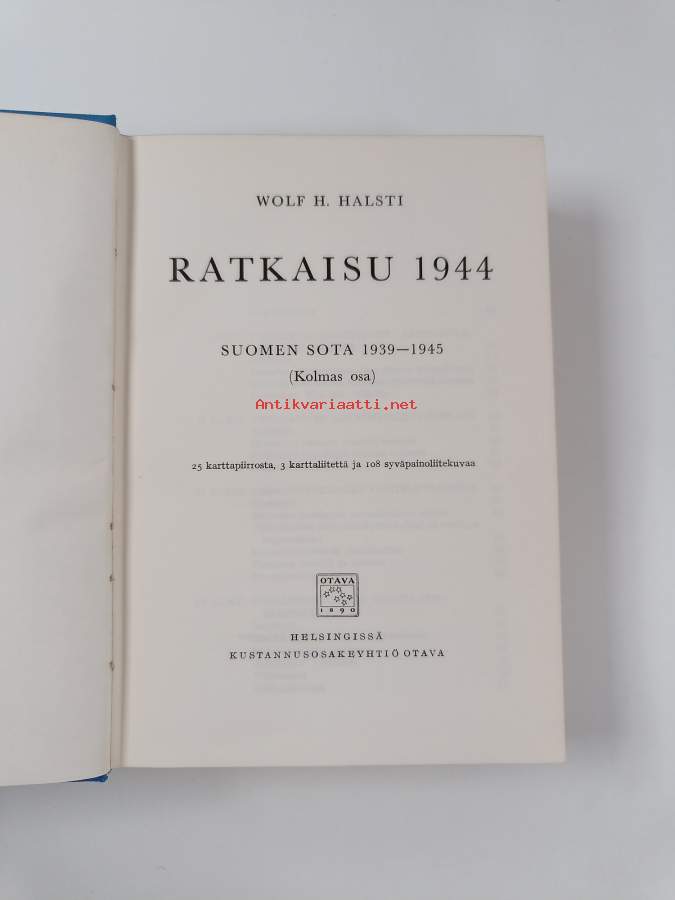 WOLF H. HALSTI
RATKAISU 1944
SUOMEN SOTA 1939—1945
(Kolmas osa)
Antikvariaatti.net
25 karttapiirrosta, 3 karttaliitettä ja 108 syväpainoliitekuvaa
OTAVA
1890
HELSINGISSÄ
KUSTANNUSOSAKEYHTIÖ OTAVA